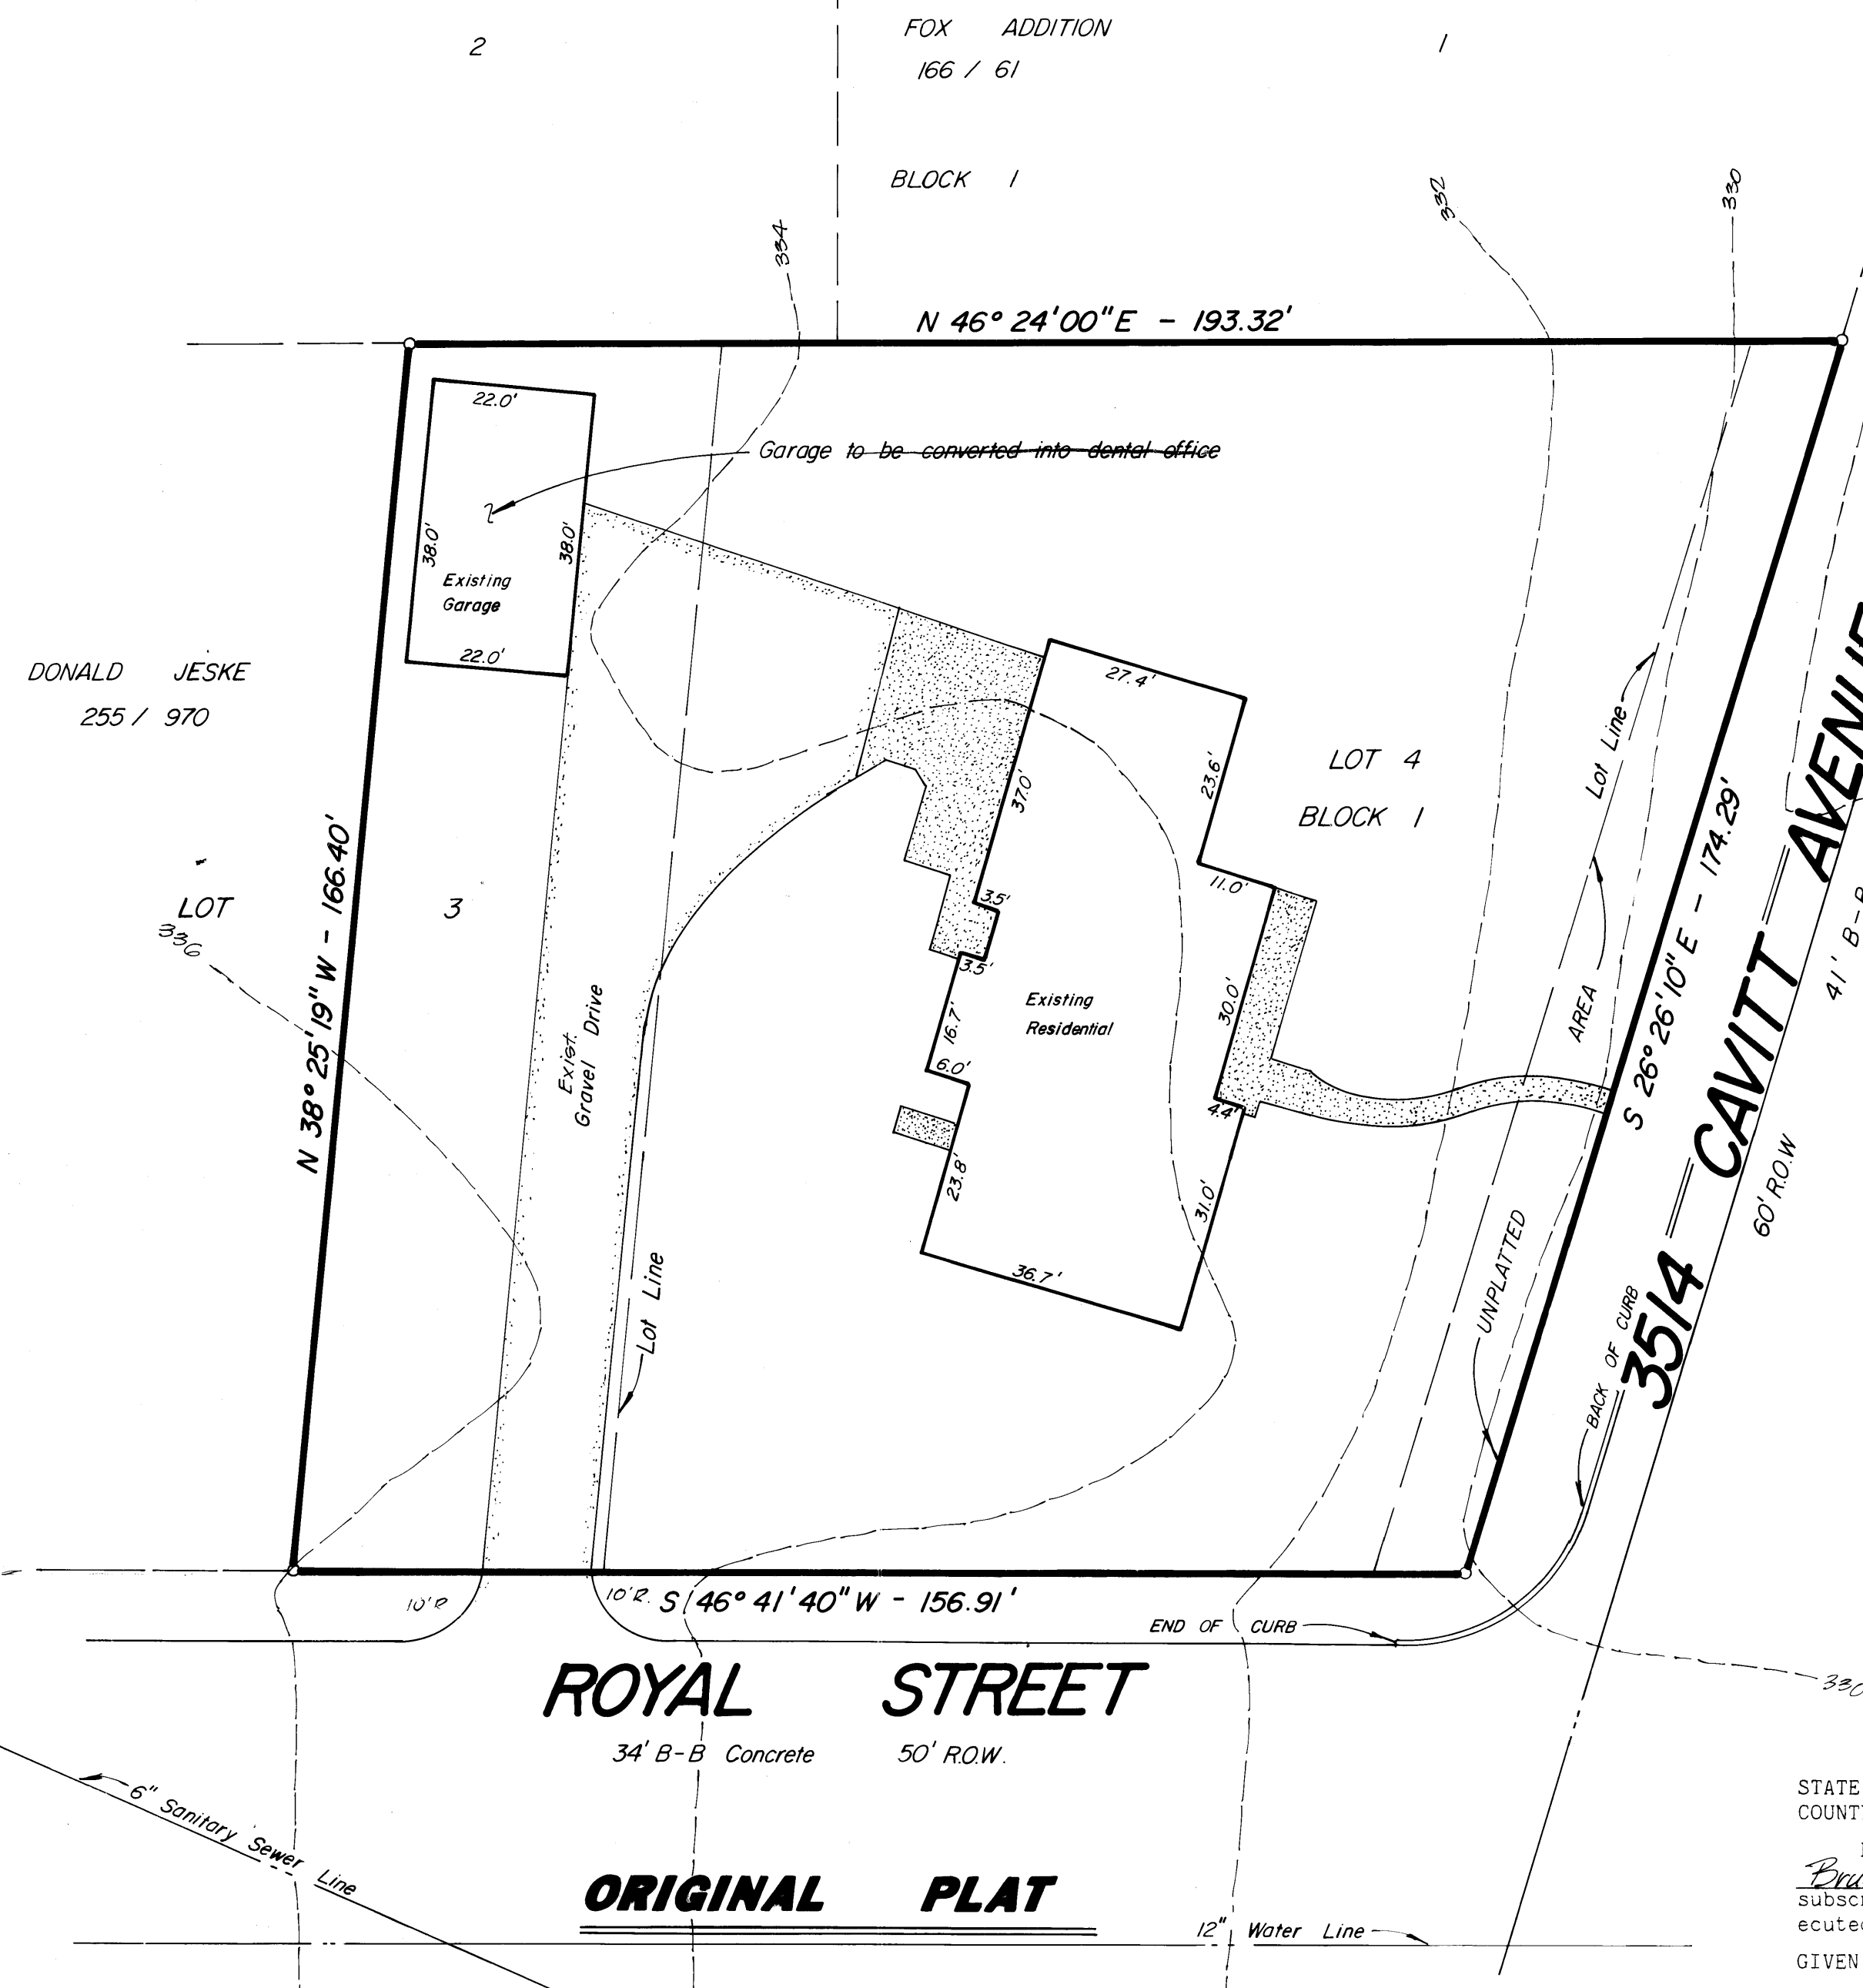 2
FOX ADDITION
166 / 61
1
BLOCK 1
334
332
330
N 46° 24' 00" E - 193.32'
22.0'
Garage to be converted into dental office
38.0'
38.0'
Existing
Garage
22.0'
DONALD JESKE
255 / 970
27.4'
23.6'
37.0'
LOT 4
BLOCK 1
Lot Line
N 38° 25' 19" W - 166.40'
S 26° 26' 10" E - 174.29'
3514 CAVITT AVENUE
41' B-B
60' R.O.W
LOT 3
336
11.0'
3.5'
3.5'
Existing
Residential
16.7'
30.0'
6.0'
4.4'
Exist.
Gravel Drive
23.8'
31.0'
36.7'
UNPLATTED AREA
Lot Line
BACK OF CURB
10'R
10'R.
S 46° 41' 40" W - 156.91'
END OF CURB
330
ROYAL STREET
34' B-B Concrete 50' R.O.W.
6" Sanitary Sewer Line
ORIGINAL PLAT
12" Water Line
STATE
COUNT
Bru
subsc
ecuted
GIVEN